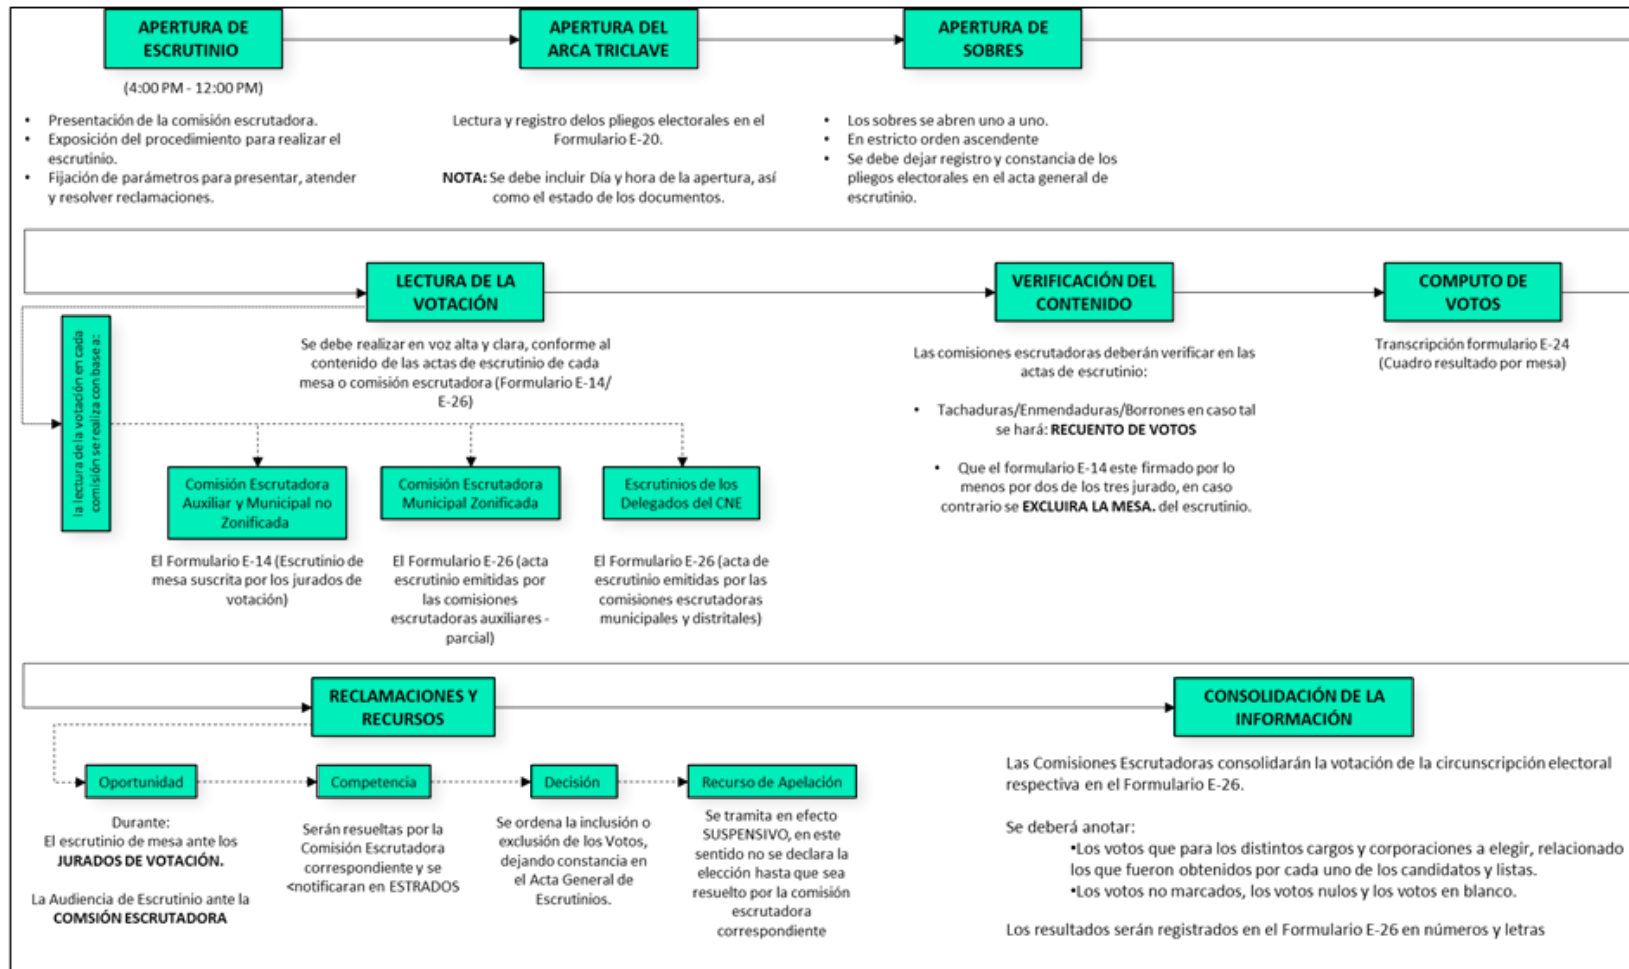 APERTURA DE
ESCRUTINIO
(4:00 PM - 12:00 PM)
• Presentación de la comisión escrutadora.
• Exposición del procedimiento para realizar el
escrutinio.
• Fijación de parámetros para presentar, atender
y resolver reclamaciones.
APERTURA DEL
ARCA TRICLAVE
Lectura y registro delos pliegos electorales en el
Formulario E-20.
NOTA: Se debe incluir Día y hora de la apertura, así
como el estado de los documentos.
APERTURA DE
SOBRES
• Los sobres se abren uno a uno.
• En estricto orden ascendente
• Se debe dejar registro y constancia de los
pliegos electorales en el acta general de
escrutinio.
LECTURA DE LA
VOTACIÓN
Se debe realizar en voz alta y clara, conforme al
contenido de las actas de escrutinio de cada
mesa o comisión escrutadora (Formulario E-14/
E-26)
la lectura de la votación en cada
comisión se realiza con base a:
Comisión Escrutadora
Auxiliar y Municipal no
Zonificada
El Formulario E-14 (Escrutinio de
mesa suscrita por los jurados de
votación)
Comisión Escrutadora
Municipal Zonificada
El Formulario E-26 (acta
escrutinio emitidas por
las comisiones
escrutadoras auxiliares -
parcial)
Escrutinios de los
Delegados del CNE
El Formulario E-26 (acta de
escrutinio emitidas por las
comisiones escrutadoras
municipales y distritales)
VERIFICACIÓN DEL
CONTENIDO
Las comisiones escrutadoras deberán verificar en las
actas de escrutinio:
• Tachaduras/Enmendaduras/Borrones en caso tal
se hará: RECUENTO DE VOTOS
• Que el formulario E-14 este firmado por lo
menos por dos de los tres jurado, en caso
contrario se EXCLUIRA LA MESA. del escrutinio.
COMPUTO DE
VOTOS
Transcripción formulario E-24
(Cuadro resultado por mesa)
RECLAMACIONES Y
RECURSOS
Oportunidad
Durante:
El escrutinio de mesa ante los
JURADOS DE VOTACIÓN.
La Audiencia de Escrutinio ante la
COMSIÓN ESCRUTADORA
Competencia
Serán resueltas por la
Comisión Escrutadora
correspondiente y se
<notificaran en ESTRADOS
Decisión
Se ordena la inclusión o
exclusión de los Votos,
dejando constancia en
el Acta General de
Escrutinios.
Recurso de Apelación
Se tramita en efecto
SUSPENSIVO, en este
sentido no se declara la
elección hasta que sea
resuelto por la comisión
escrutadora
correspondiente
CONSOLIDACIÓN DE LA
INFORMACIÓN
Las Comisiones Escrutadoras consolidarán la votación de la circunscripción electoral
respectiva en el Formulario E-26.
Se deberá anotar:
•Los votos que para los distintos cargos y corporaciones a elegir, relacionado
los que fueron obtenidos por cada uno de los candidatos y listas.
•Los votos no marcados, los votos nulos y los votos en blanco.
Los resultados serán registrados en el Formulario E-26 en números y letras